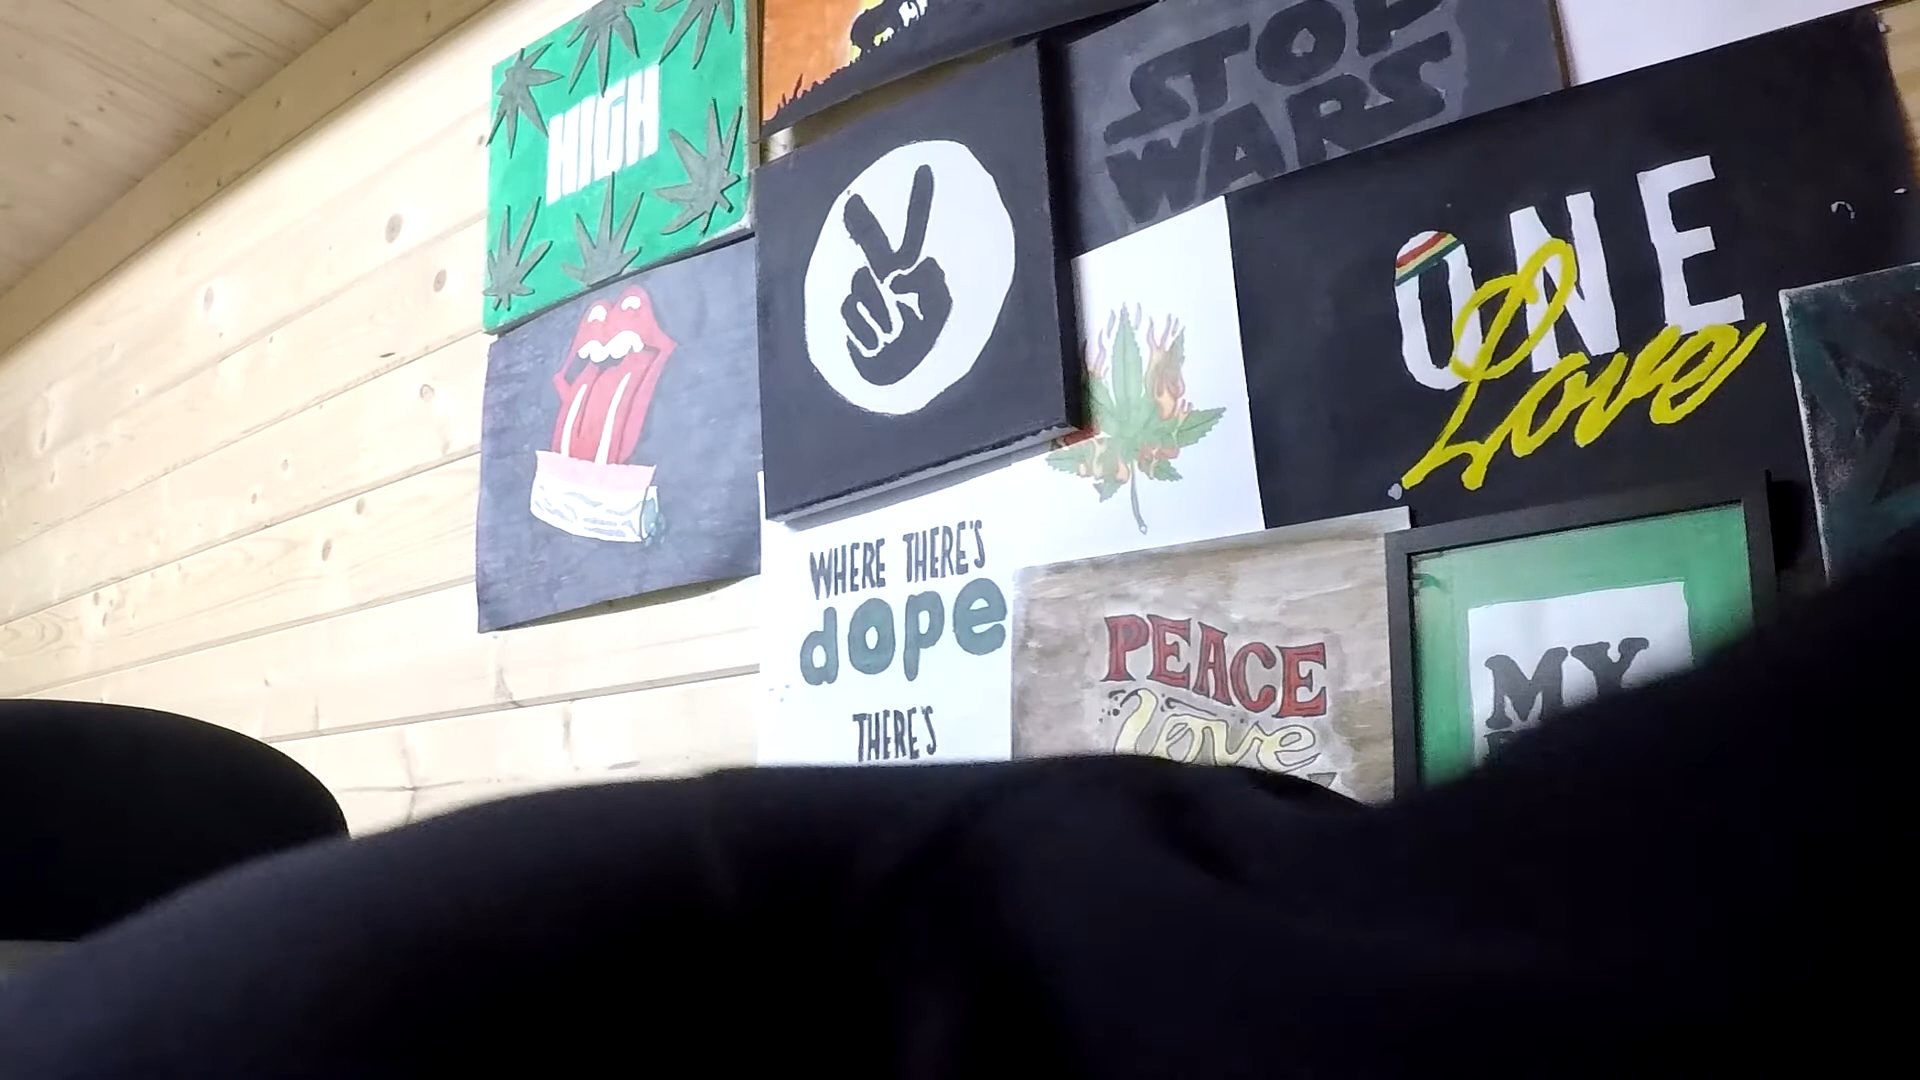 HIGH
STOP
WARS
ONE
Love
WHERE THERE'S
dope
THERE'S
PEACE
Love
MY